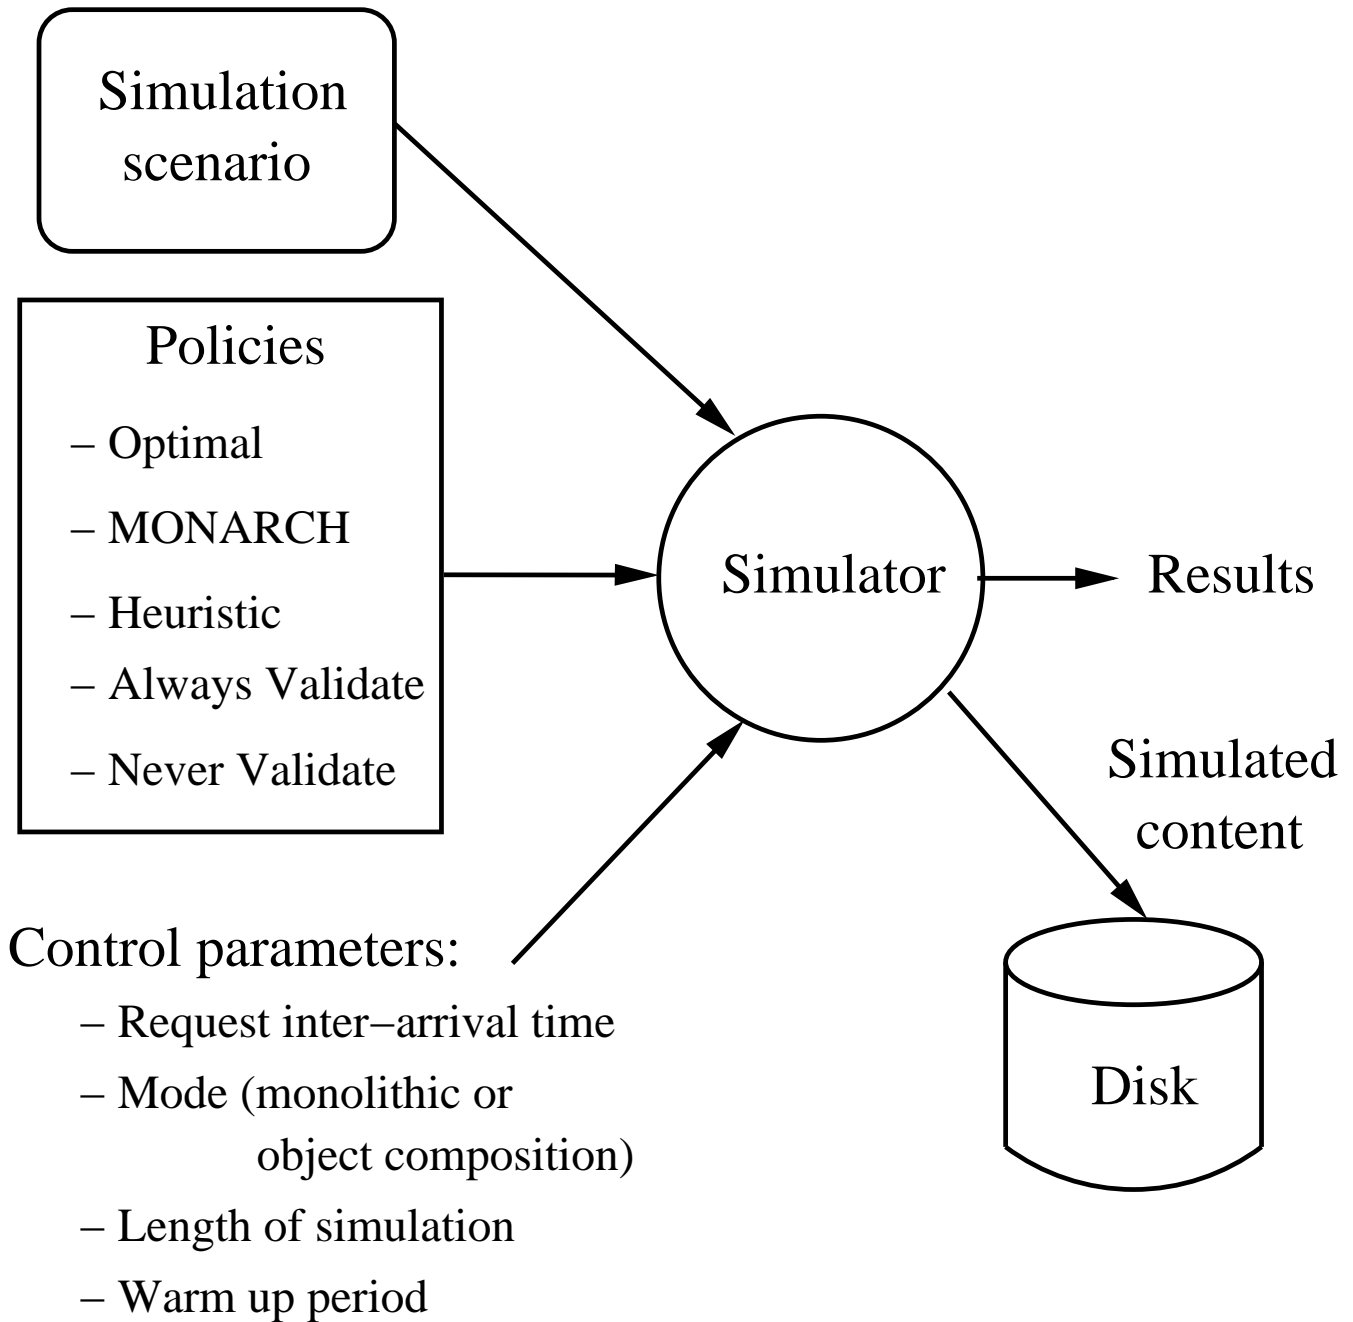 Simulation
scenario
Policies
– Optimal
– MONARCH
– Heuristic
– Always Validate
– Never Validate
Simulator
Results
Simulated
content
Disk
Control parameters:
– Request inter–arrival time
– Mode (monolithic or
object composition)
– Length of simulation
– Warm up period